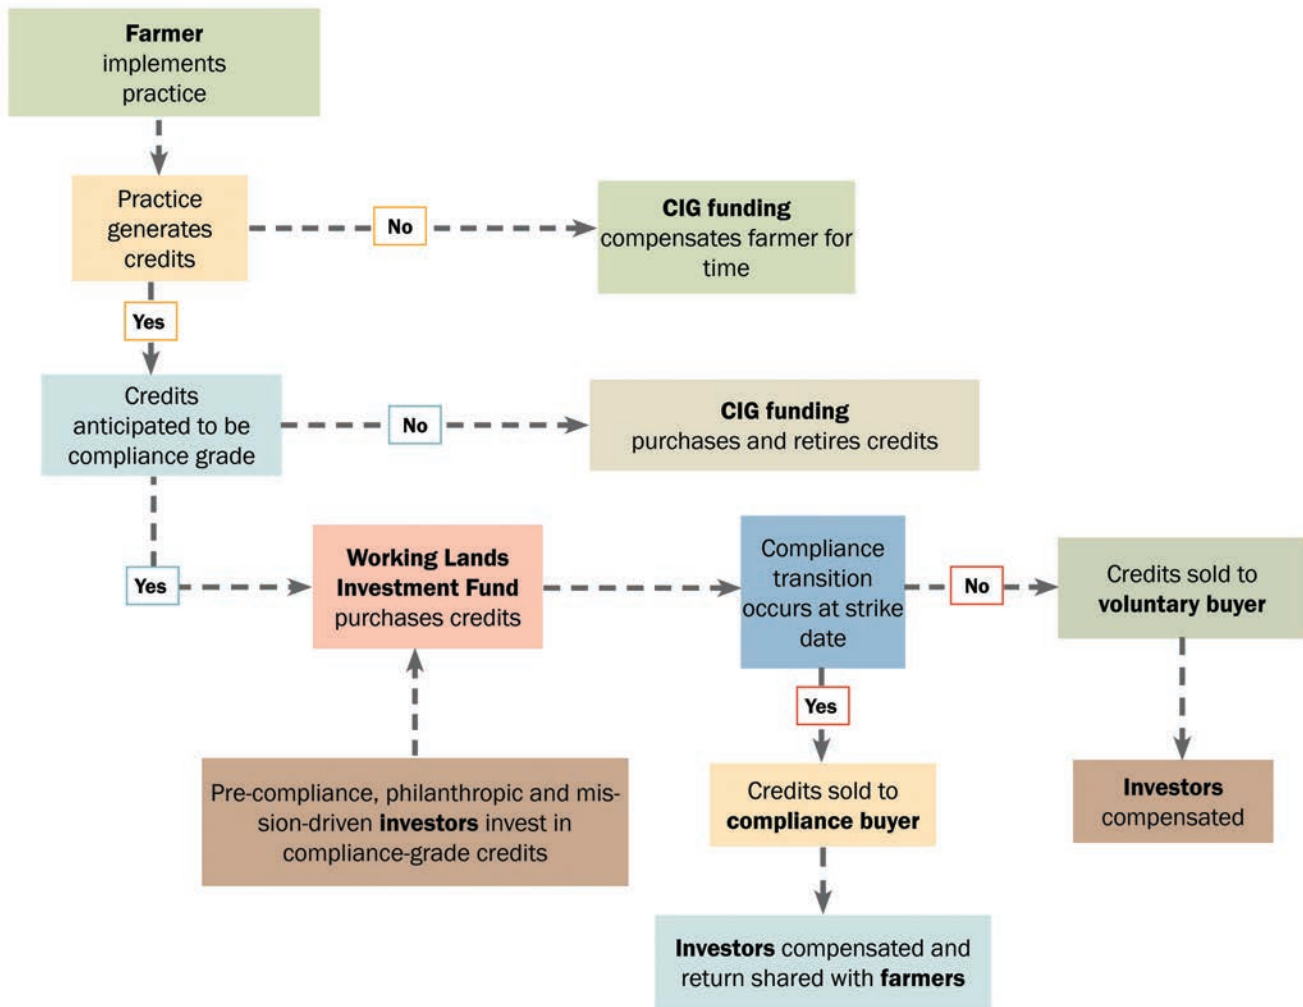 Farmer
implements
practice
Practice
generates
credits
No
CIG funding
compensates farmer for
time
Yes
Credits
anticipated to be
compliance grade
No
CIG funding
purchases and retires credits
Yes
Working Lands
Investment Fund
purchases credits
Compliance
transition
occurs at strike
date
No
Credits sold to
voluntary buyer
Yes
Pre-compliance, philanthropic and mis-
sion-driven investors invest in
compliance-grade credits
Credits sold to
compliance buyer
Investors
compensated
Investors compensated and
return shared with farmers